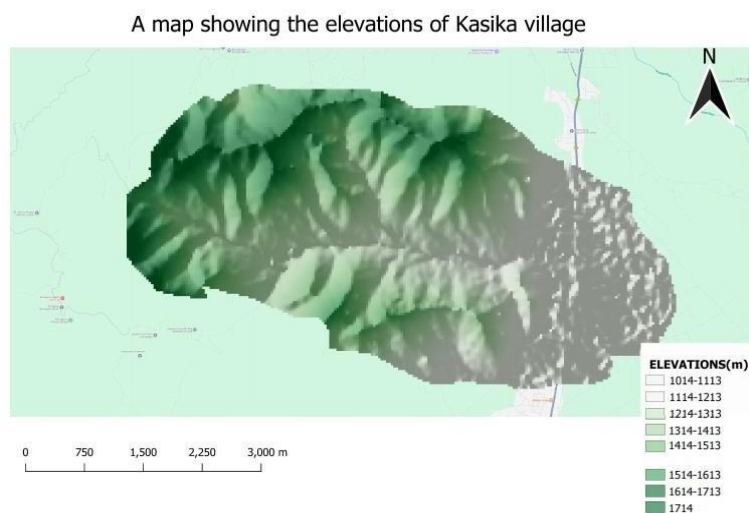 A map showing the elevations of Kasika village
N
ELEVATIONS(m)
1014-1113
1114-1213
1214-1313
1314-1413
1414-1513
1514-1613
1614-1713
1714
0 750 1,500 2,250 3,000 m